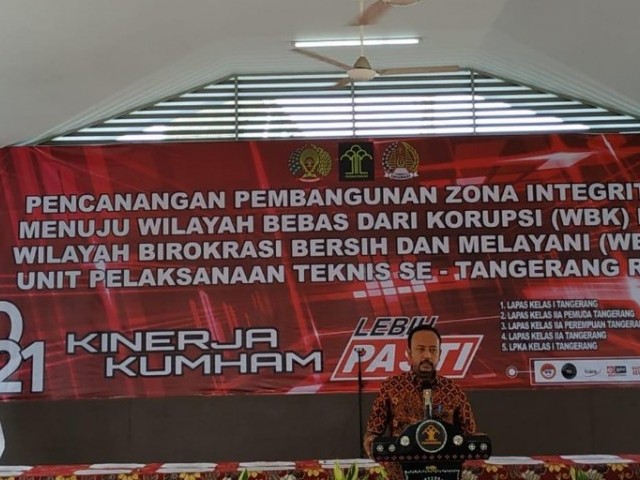 PENCANANGAN PEMBANGUNAN ZONA INTEGRIT
MENUJU WILAYAH BEBAS DARI KORUPSI (WBK)
WILAYAH BIROKRASI BERSIH DAN MELAYANI (WE
UNIT PELAKSANAAN TEKNIS SE - TANGERANG R
21
KINERJA
KUMHAM
LEBIH
PASTI
1. LAPAS KELAS I TANGERANG
2. LAPAS KELAS IIA PEMUDA TANGERANG
3. LAPAS KELAS IIA PEREMPUAN TANGERANG
4. LAPAS KELAS IIA TANGERANG
5. LPKA KELAS I TANGERANG